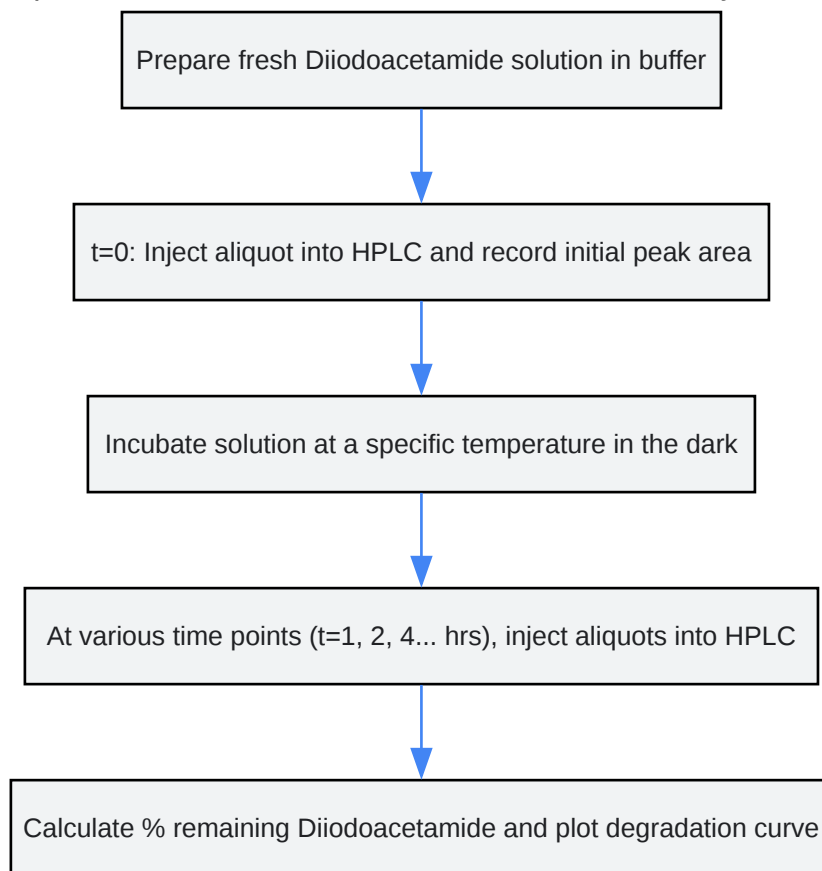 Prepare fresh Diiodoacetamide solution in buffer
t=0: Inject aliquot into HPLC and record initial peak area
Incubate solution at a specific temperature in the dark
At various time points (t=1, 2, 4... hrs), inject aliquots into HPLC
Calculate % remaining Diiodoacetamide and plot degradation curve